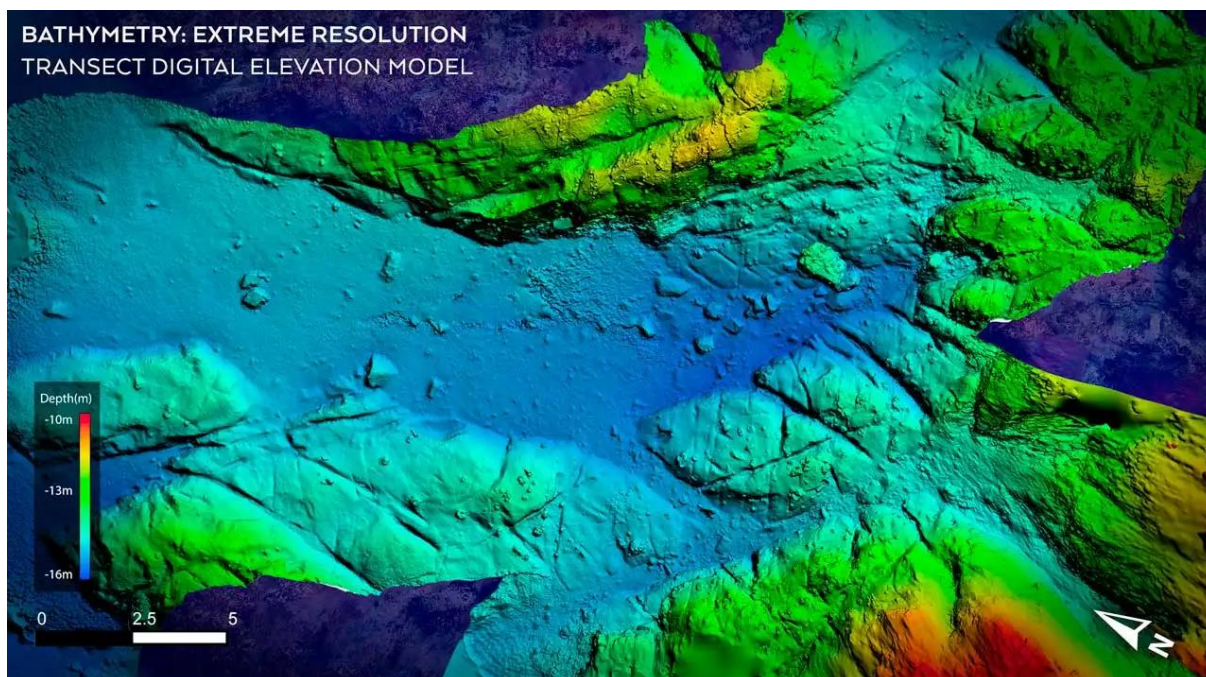 BATHYMETRY: EXTREME RESOLUTION
TRANSECT DIGITAL ELEVATION MODEL
Depth(m)
-10m
-13m
-16m
0 2.5 5
N